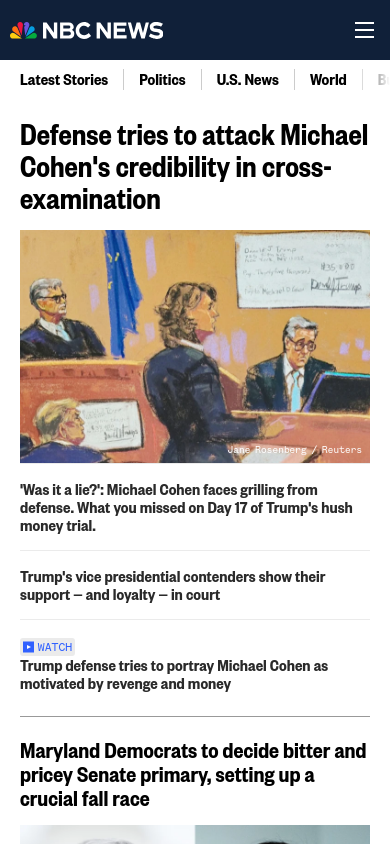 NBC NEWS
Latest Stories
Politics
U.S. News
World
Defense tries to attack Michael
Cohen's credibility in cross-
examination
Donald J Trump
Jane Rosenberg / Reuters
'Was it a lie?': Michael Cohen faces grilling from
defense. What you missed on Day 17 of Trump's hush
money trial.
Trump's vice presidential contenders show their
support – and loyalty – in court
WATCH
Trump defense tries to portray Michael Cohen as
motivated by revenge and money
Maryland Democrats to decide bitter and
pricey Senate primary, setting up a
crucial fall race